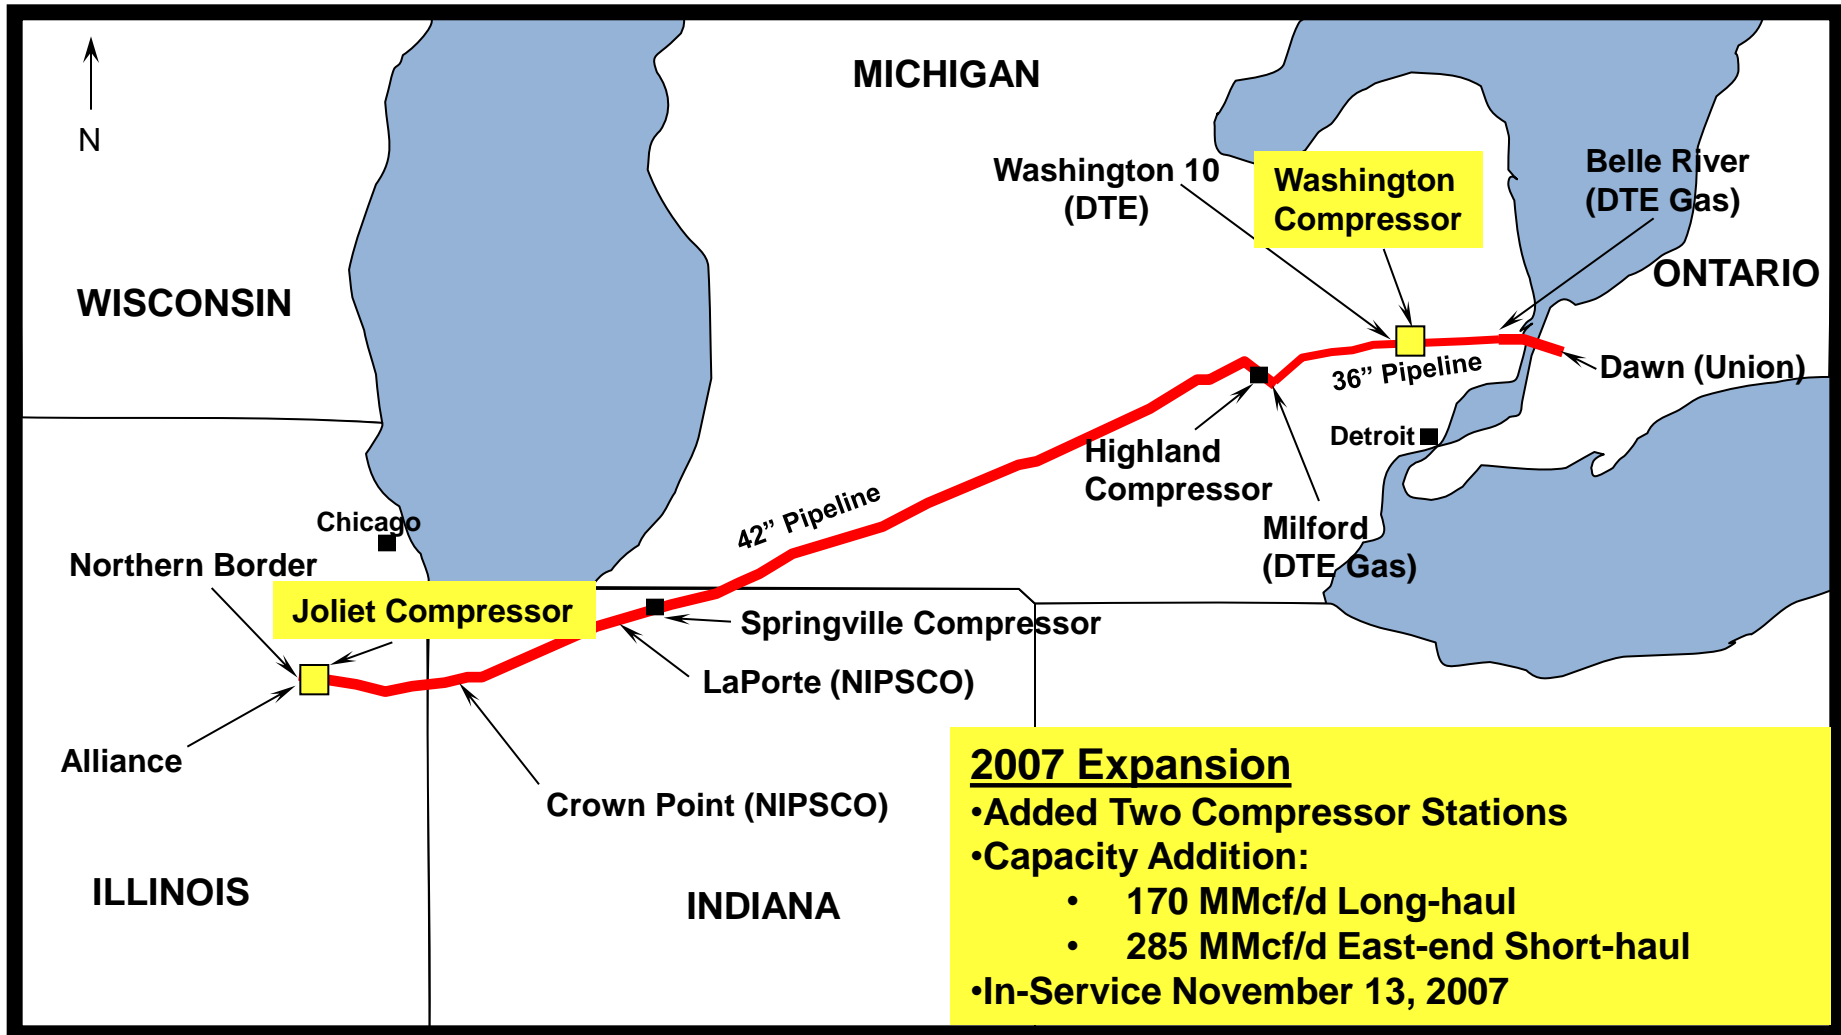 MICHIGAN
N
Washington 10
(DTE)
Washington
Compressor
Belle River
(DTE Gas)
WISCONSIN
ONTARIO
36” Pipeline
Dawn (Union)
Detroit
Highland
Compressor
42” Pipeline
Chicago
Milford
(DTE Gas)
Northern Border
Joliet Compressor
Springville Compressor
LaPorte (NIPSCO)
Alliance
Crown Point (NIPSCO)
ILLINOIS
INDIANA
2007 Expansion
•Added Two Compressor Stations
•Capacity Addition:
• 170 MMcf/d Long-haul
• 285 MMcf/d East-end Short-haul
•In-Service November 13, 2007